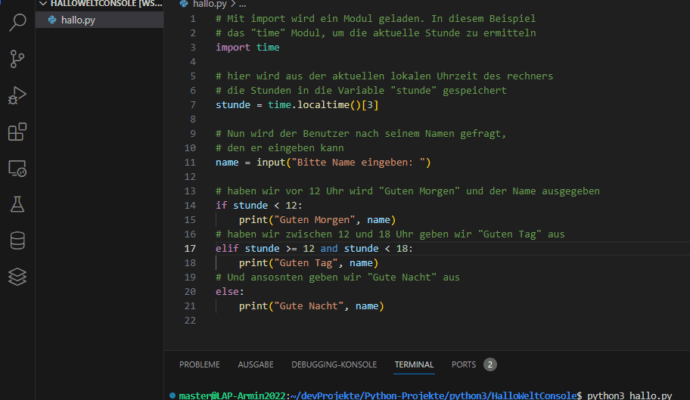 HALLOWELTCONSOLE [WS...
hallo.py
hallo.py > ...
1 # Mit import wird ein Modul geladen. In diesem Beispiel
2 # das "time" Modul, um die aktuelle Stunde zu ermitteln
3 import time
4
5 # hier wird aus der aktuellen lokalen Uhrzeit des rechners
6 # die Stunden in die Variable "stunde" gespeichert
7 stunde = time.localtime()[3]
8
9 # Nun wird der Benutzer nach seinem Namen gefragt,
10 # den er eingeben kann
11 name = input("Bitte Name eingeben: ")
12
13 # haben wir vor 12 Uhr wird "Guten Morgen" und der Name ausgegeben
14 if stunde < 12:
15     print("Guten Morgen", name)
16 # haben wir zwischen 12 und 18 Uhr geben wir "Guten Tag" aus
17 elif stunde >= 12 and stunde < 18:
18     print("Guten Tag", name)
19 # Und ansosnten geben wir "Gute Nacht" aus
20 else:
21     print("Gute Nacht", name)
22
PROBLEME AUSGABE DEBUGGING-KONSOLE TERMINAL PORTS 2
master@LAP-Armin2022:~/devProjekte/Python-Projekte/python3/HalloWeltConsole$ python3 hallo.py